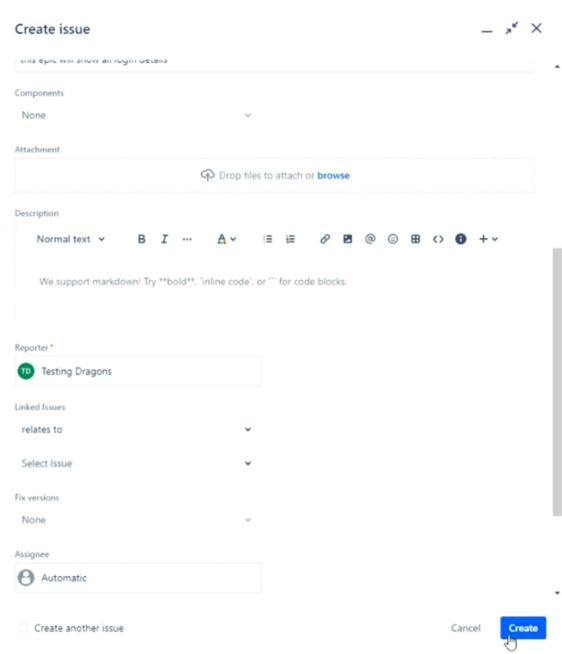 Create issue
this epic will show all login details
Components
None
Attachment
Drop files to attach or browse
Description
Normal text B I ... A
We support markdown! Try **bold**, `inline code`, or ``` for code blocks.
Reporter *
TD Testing Dragons
Linked Issues
relates to
Select Issue
Fix versions
None
Assignee
Automatic
Create another issue
Cancel Create